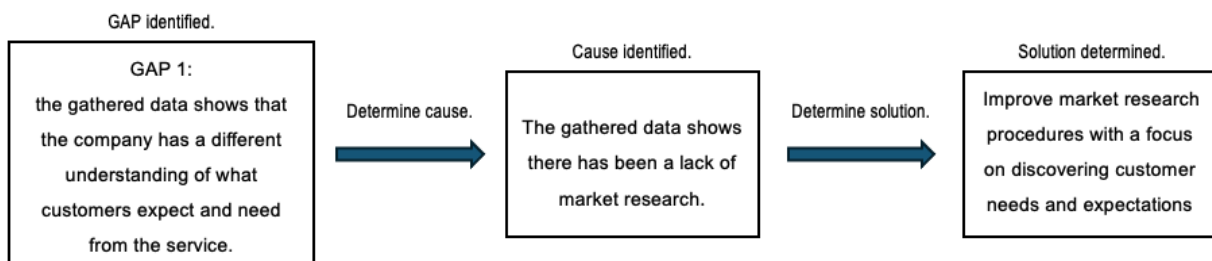 GAP identified.
GAP 1:
the gathered data shows that
the company has a different
understanding of what
customers expect and need
from the service.
Determine cause.
Cause identified.
The gathered data shows
there has been a lack of
market research.
Determine solution.
Solution determined.
Improve market research
procedures with a focus
on discovering customer
needs and expectations